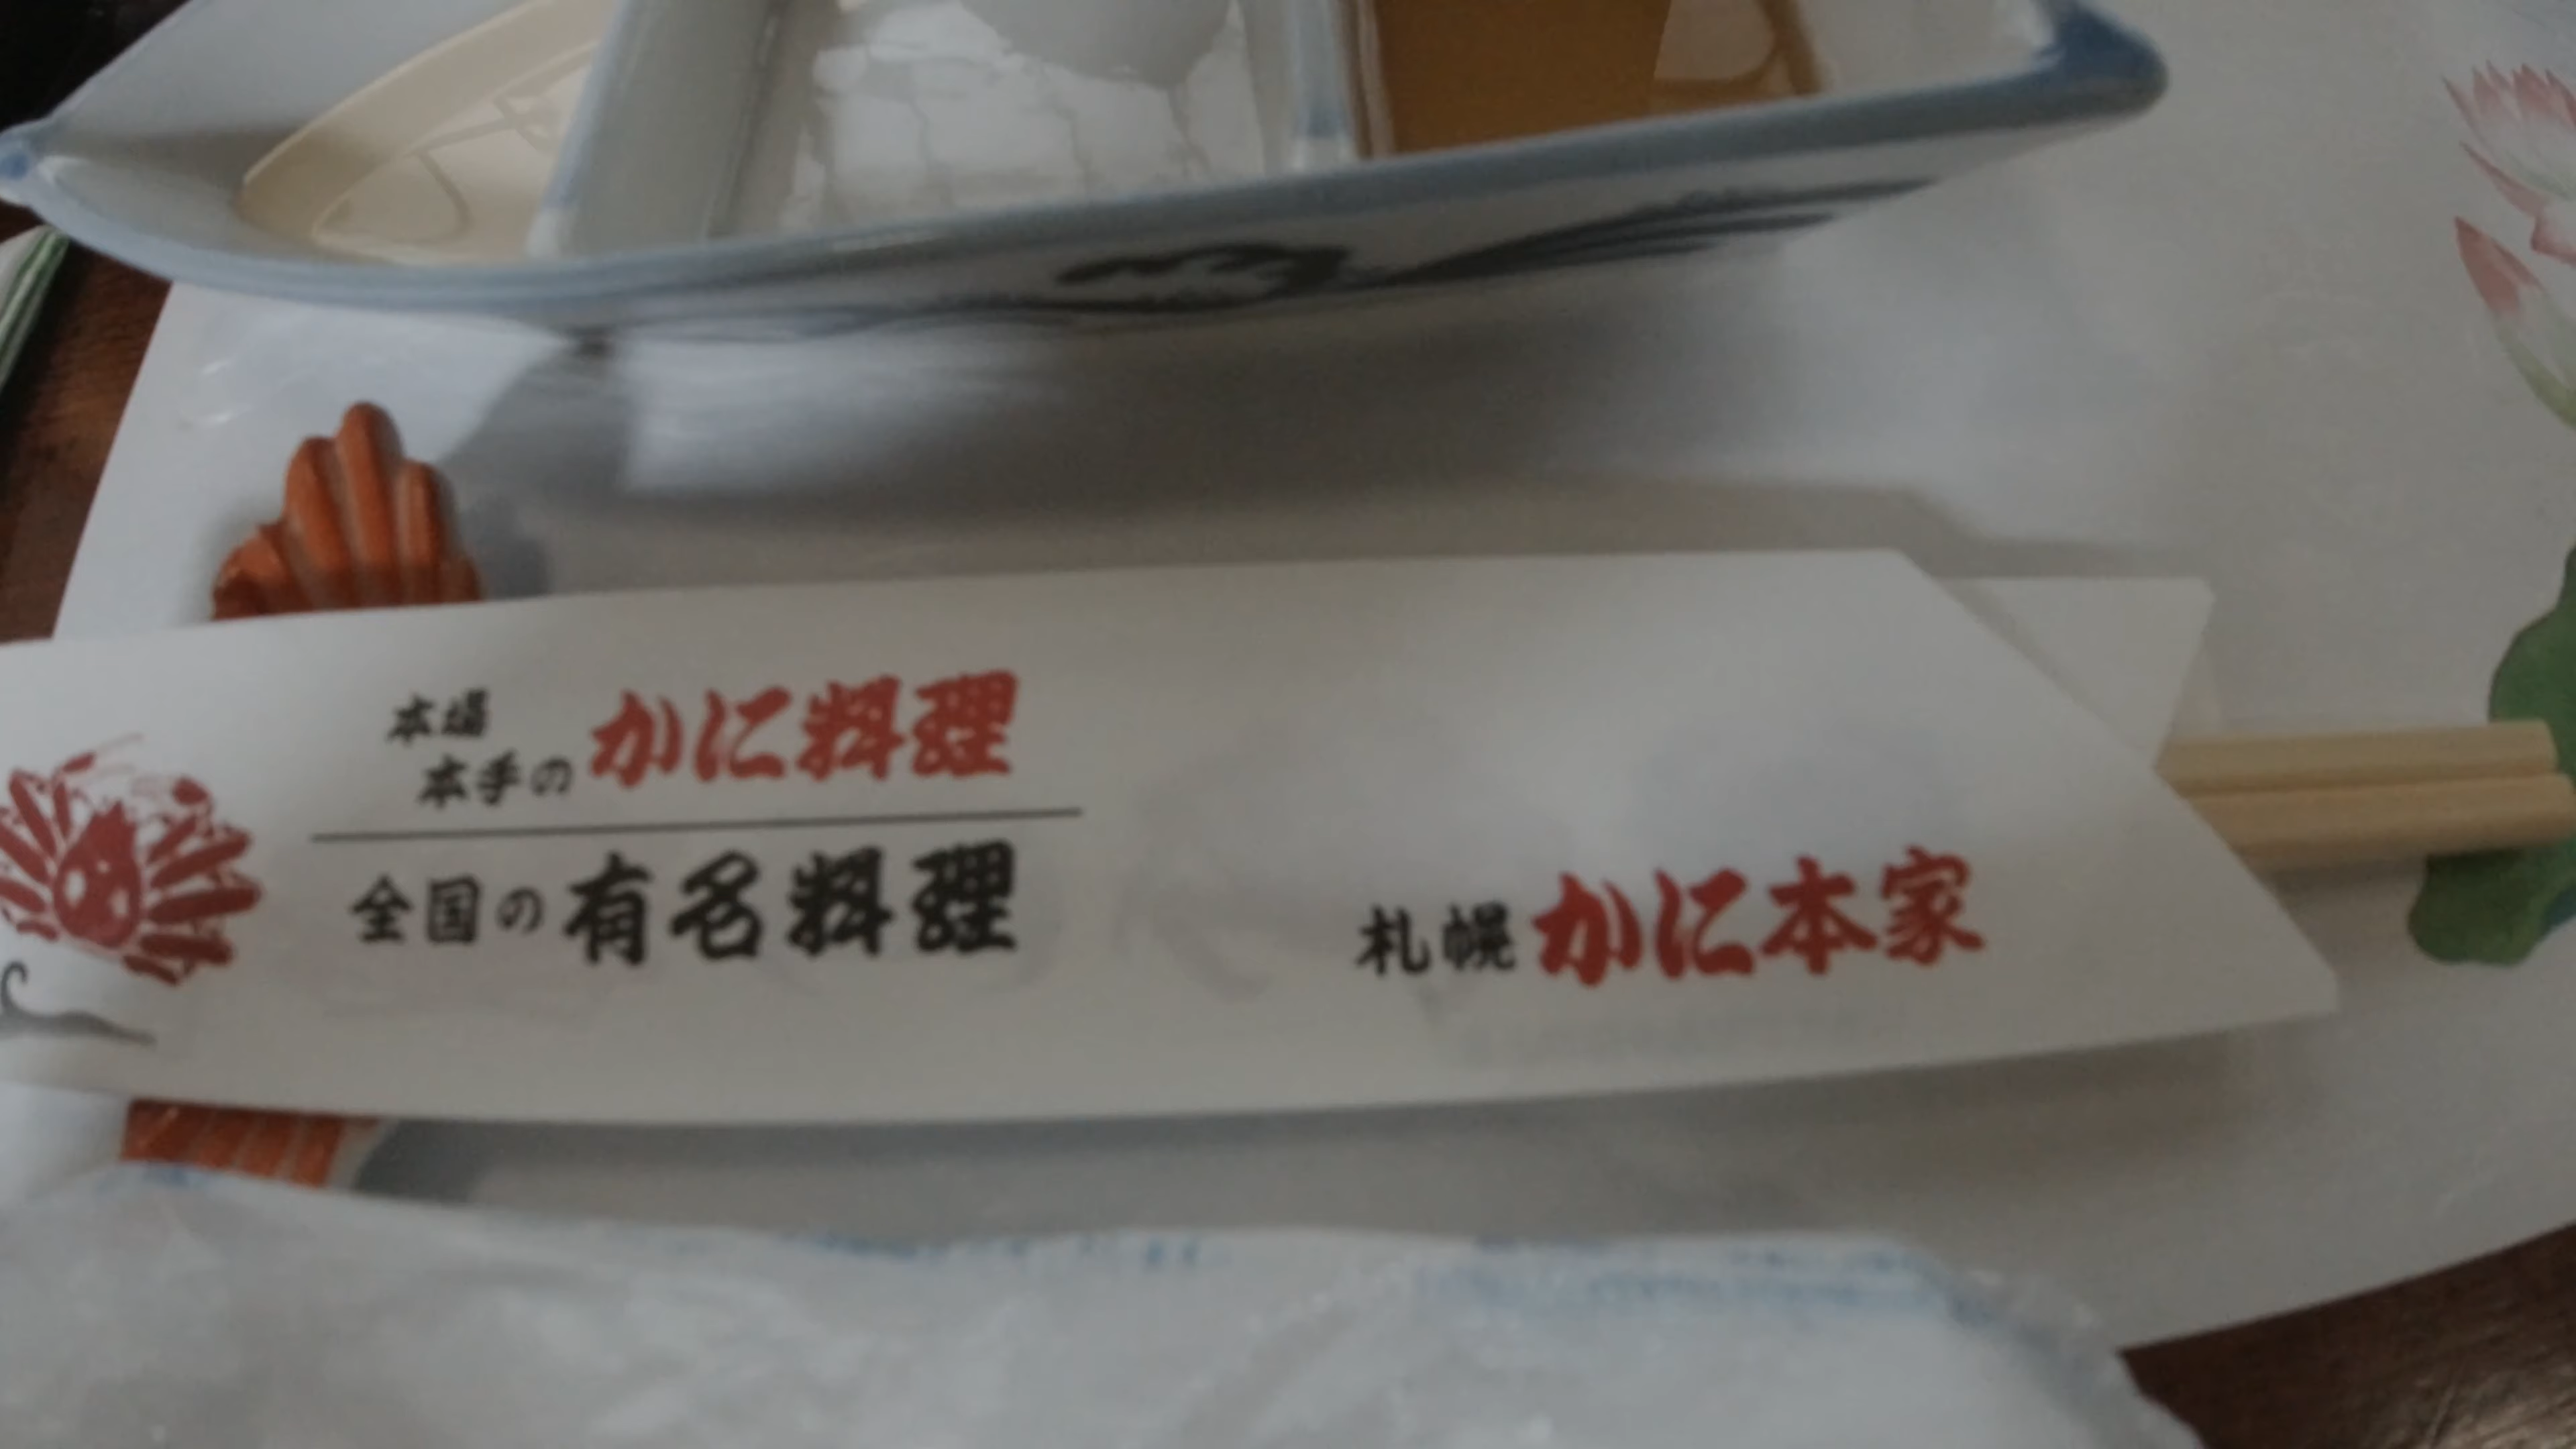 本場
本手のかに料理
全国の有名料理
札幌かに本家